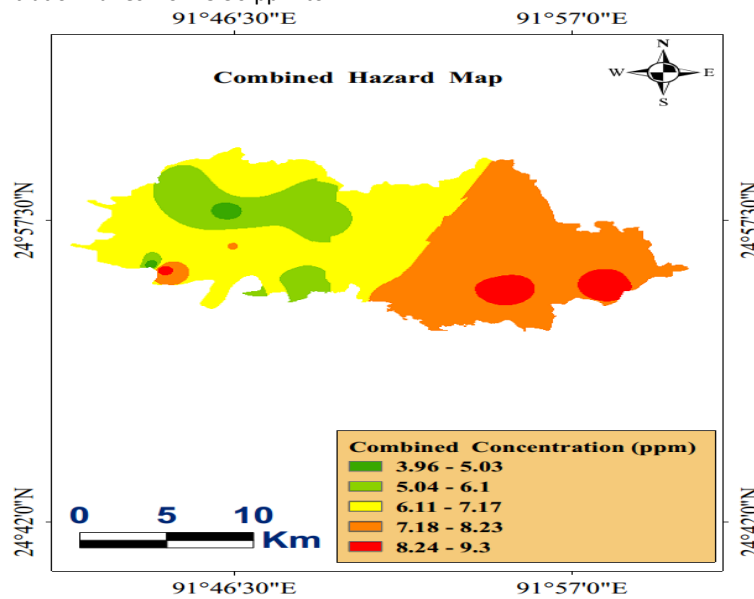 91°46'30"E 91°57'0"E
Combined Hazard Map
N
W E
S
24°57'30"N 24°57'30"N
Combined Concentration (ppm)
3.96 - 5.03
5.04 - 6.1
6.11 - 7.17
7.18 - 8.23
8.24 - 9.3
0 5 10
Km
24°42'0"N 24°42'0"N
91°46'30"E 91°57'0"E